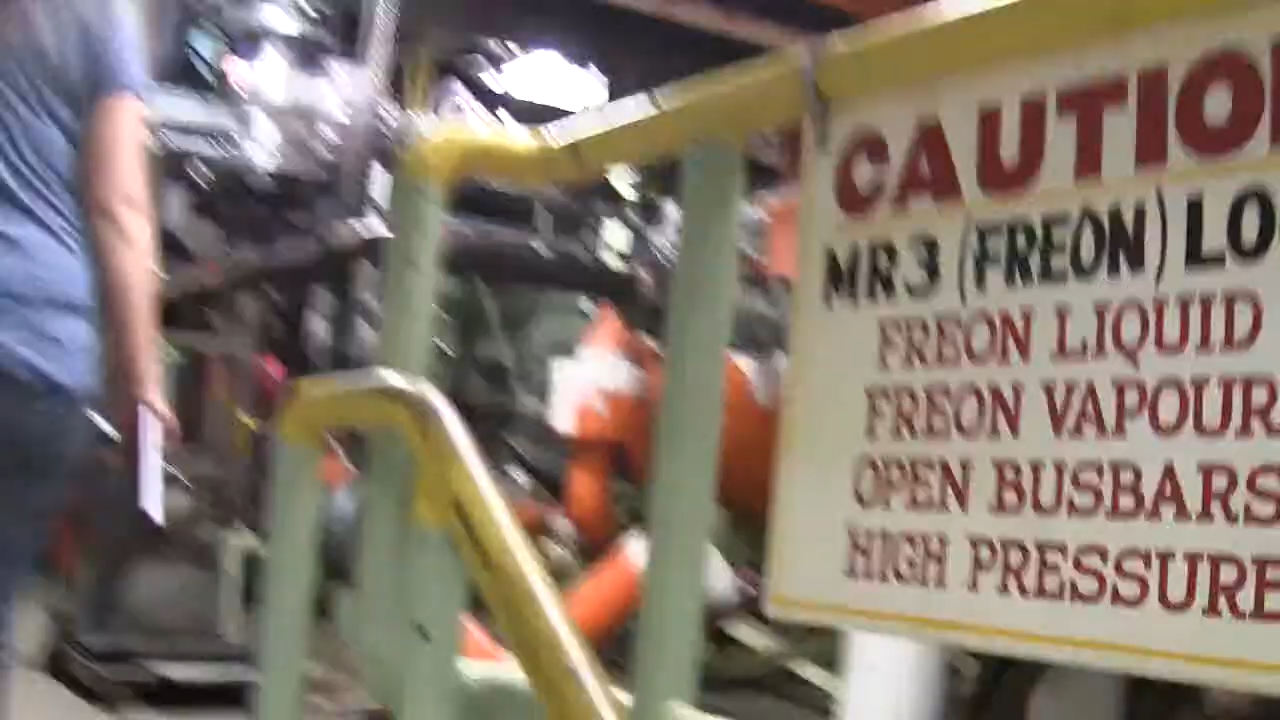 CAUTIO
MR3 (FREON) LO
FREON LIQUID
FREON VAPOUR
OPEN BUSBARS
HIGH PRESSURE